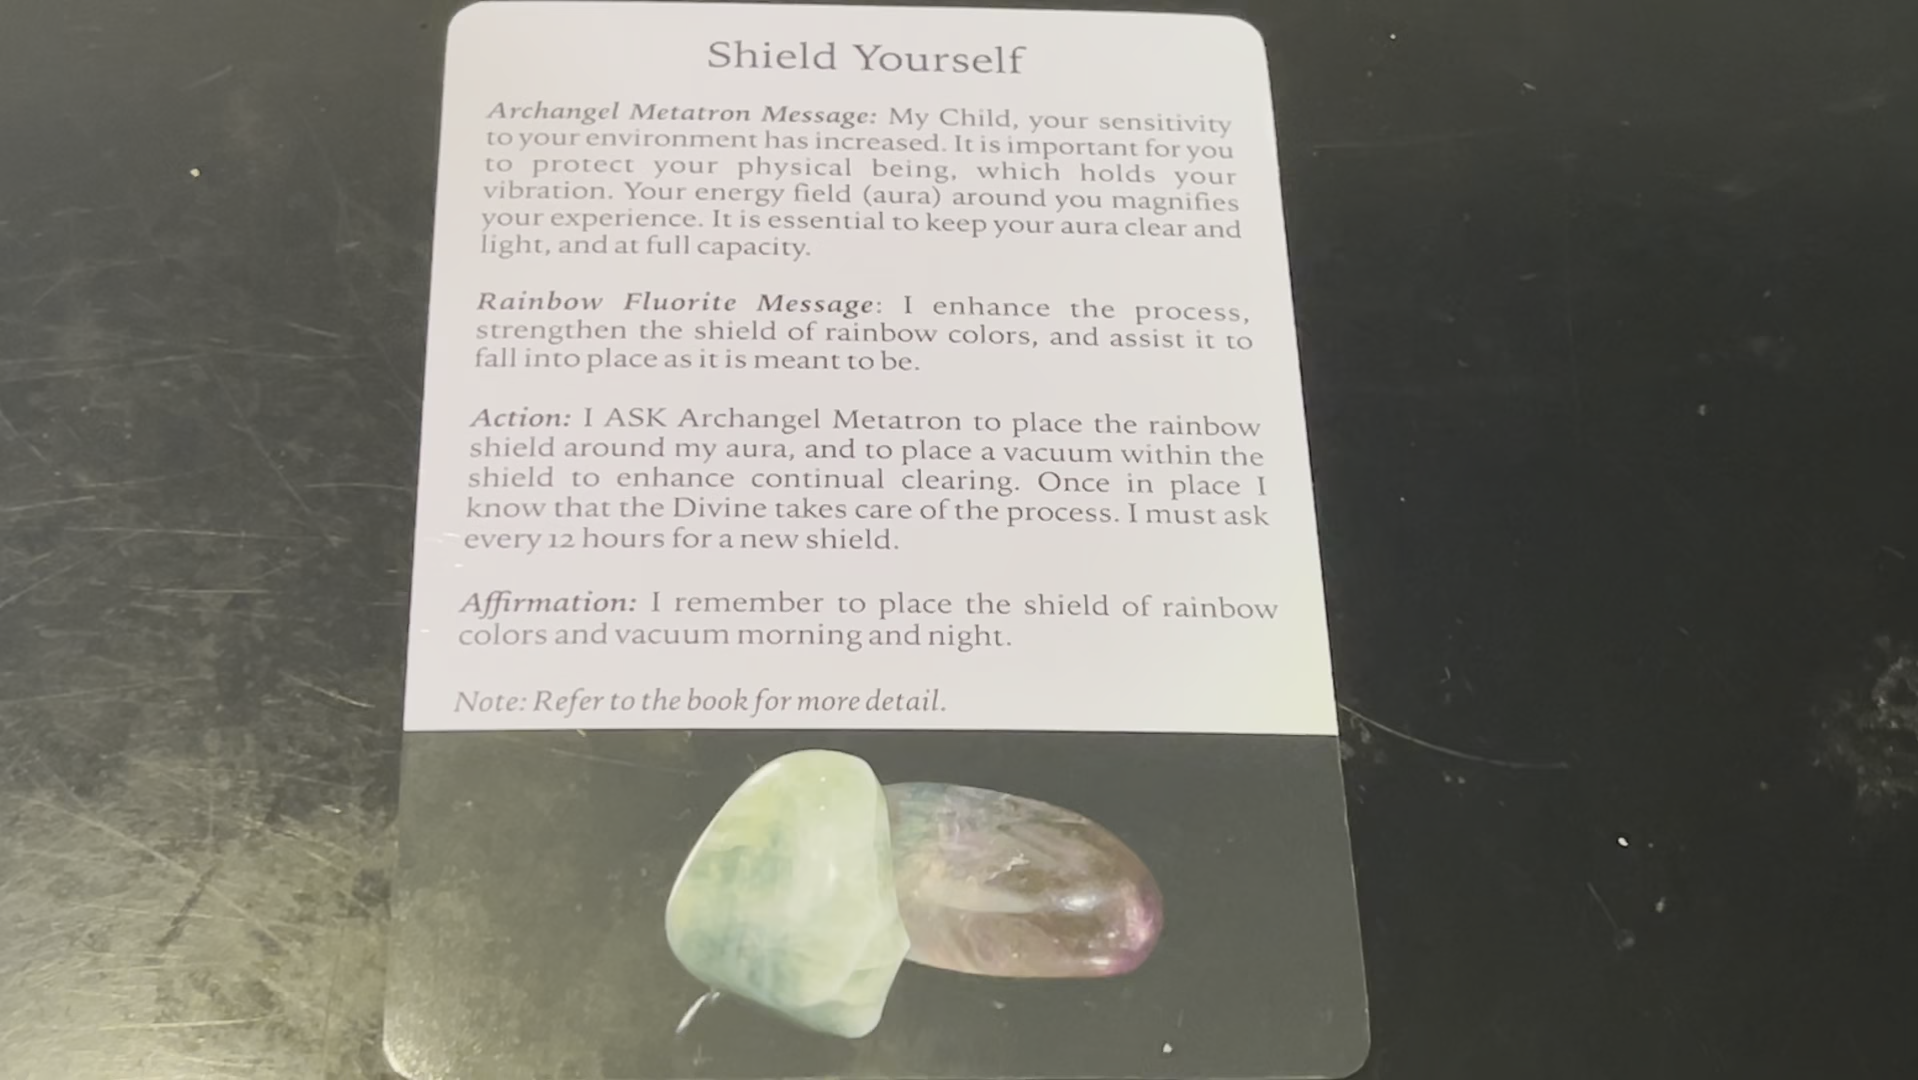 Shield Yourself
Archangel Metatron Message: My Child, your sensitivity
to your environment has increased. It is important for you
to protect your physical being, which holds your
vibration. Your energy field (aura) around you magnifies
your experience. It is essential to keep your aura clear and
light, and at full capacity.
Rainbow Fluorite Message: I enhance the process,
strengthen the shield of rainbow colors, and assist it to
fall into place as it is meant to be.
Action: I ASK Archangel Metatron to place the rainbow
shield around my aura, and to place a vacuum within the
shield to enhance continual clearing. Once in place I
know that the Divine takes care of the process. I must ask
every 12 hours for a new shield.
Affirmation: I remember to place the shield of rainbow
colors and vacuum morning and night.
Note: Refer to the book for more detail.